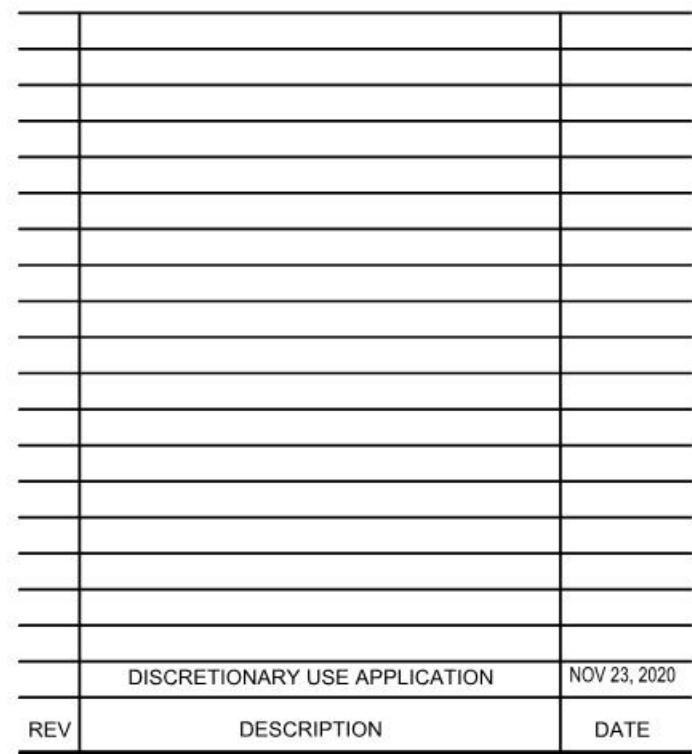 DISCRETIONARY USE APPLICATION NOV 23, 2020
REV DESCRIPTION DATE